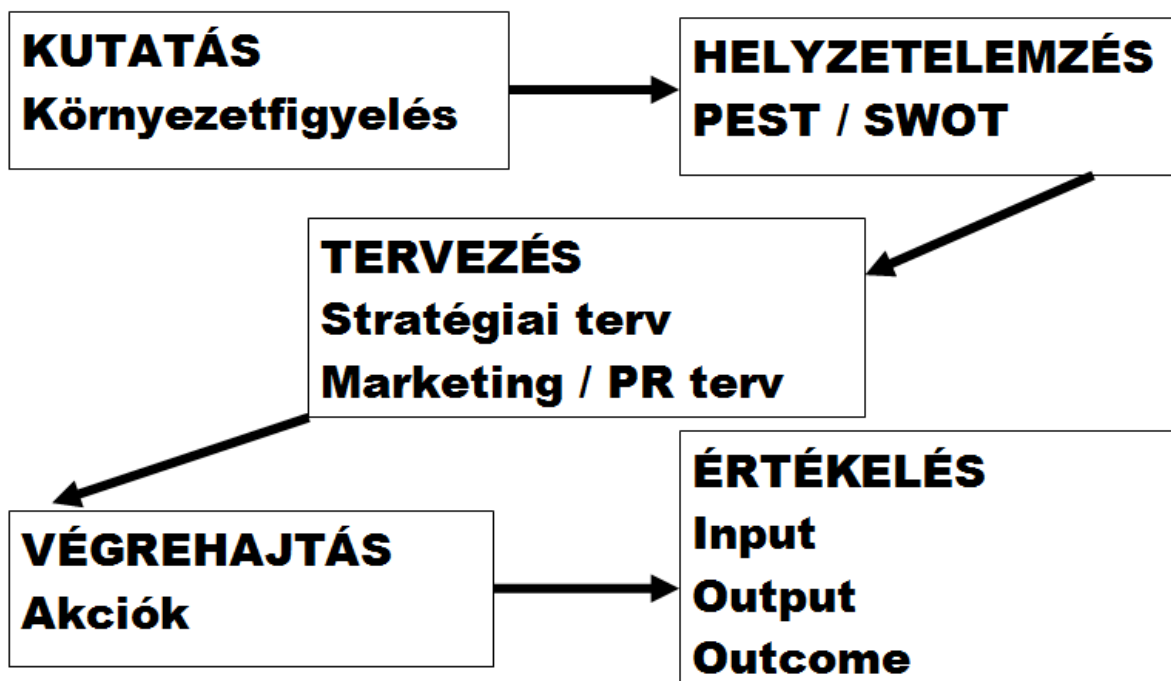 KUTATÁS
Környezetfigyelés
HELYZETELEMZÉS
PEST / SWOT
TERVEZÉS
Stratégiai terv
Marketing / PR terv
VÉGREHAJTÁS
Akciók
ÉRTÉKELÉS
Input
Output
Outcome